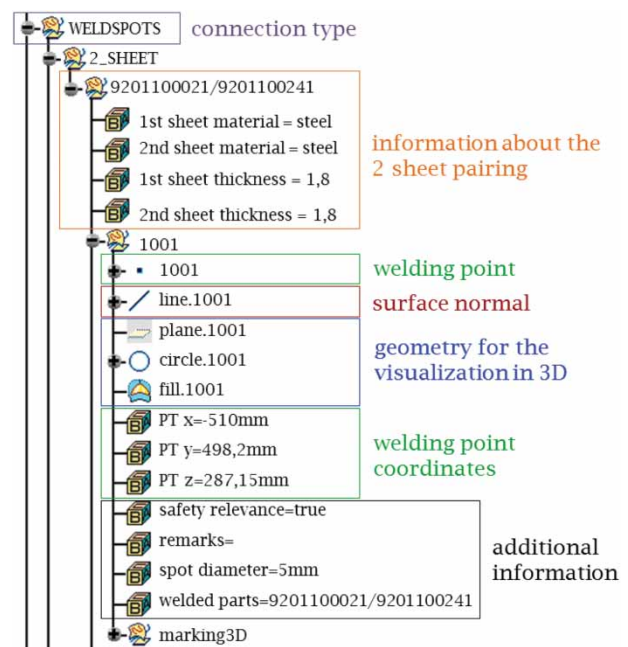 WELDSPOTS connection type
2_SHEET
9201100021/9201100241
1st sheet material = steel
2nd sheet material = steel
information about the
2 sheet pairing
1st sheet thickness = 1,8
2nd sheet thickness = 1,8
1001
1001 welding point
line.1001 surface normal
plane.1001
circle.1001
fill.1001
geometry for the
visualization in 3D
PT x=-510mm
PT y=498,2mm
PT z=287,15mm
welding point
coordinates
safety relevance=true
remarks=
spot diameter=5mm
welded parts=9201100021/9201100241
additional
information
marking3D